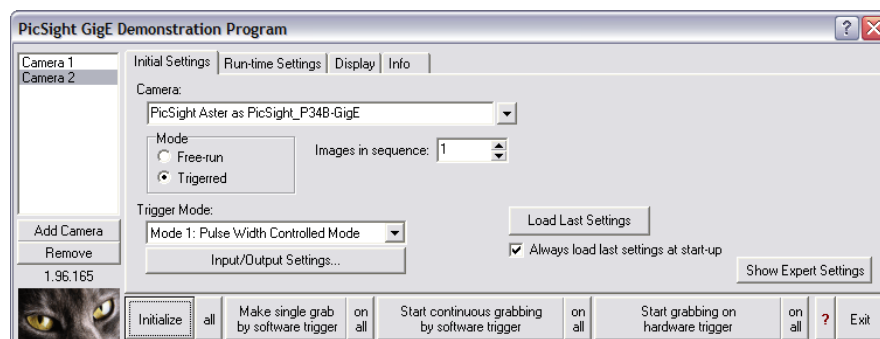 PicSight GigE Demonstration Program
?
Camera 1
Camera 2
Add Camera
Remove
1.96.165
Initial Settings
Run-time Settings
Display
Info
Camera:
PicSight Aster as PicSight_P34B-GigE
Mode
Free-run
Trigerred
Images in sequence:
1
Trigger Mode:
Mode 1: Pulse Width Controlled Mode
Input/Output Settings...
Load Last Settings
Always load last settings at start-up
Show Expert Settings
Initialize
all
Make single grab
by software trigger
on
all
Start continuous grabbing
by software trigger
on
all
Start grabbing on
hardware trigger
on
all
?
Exit